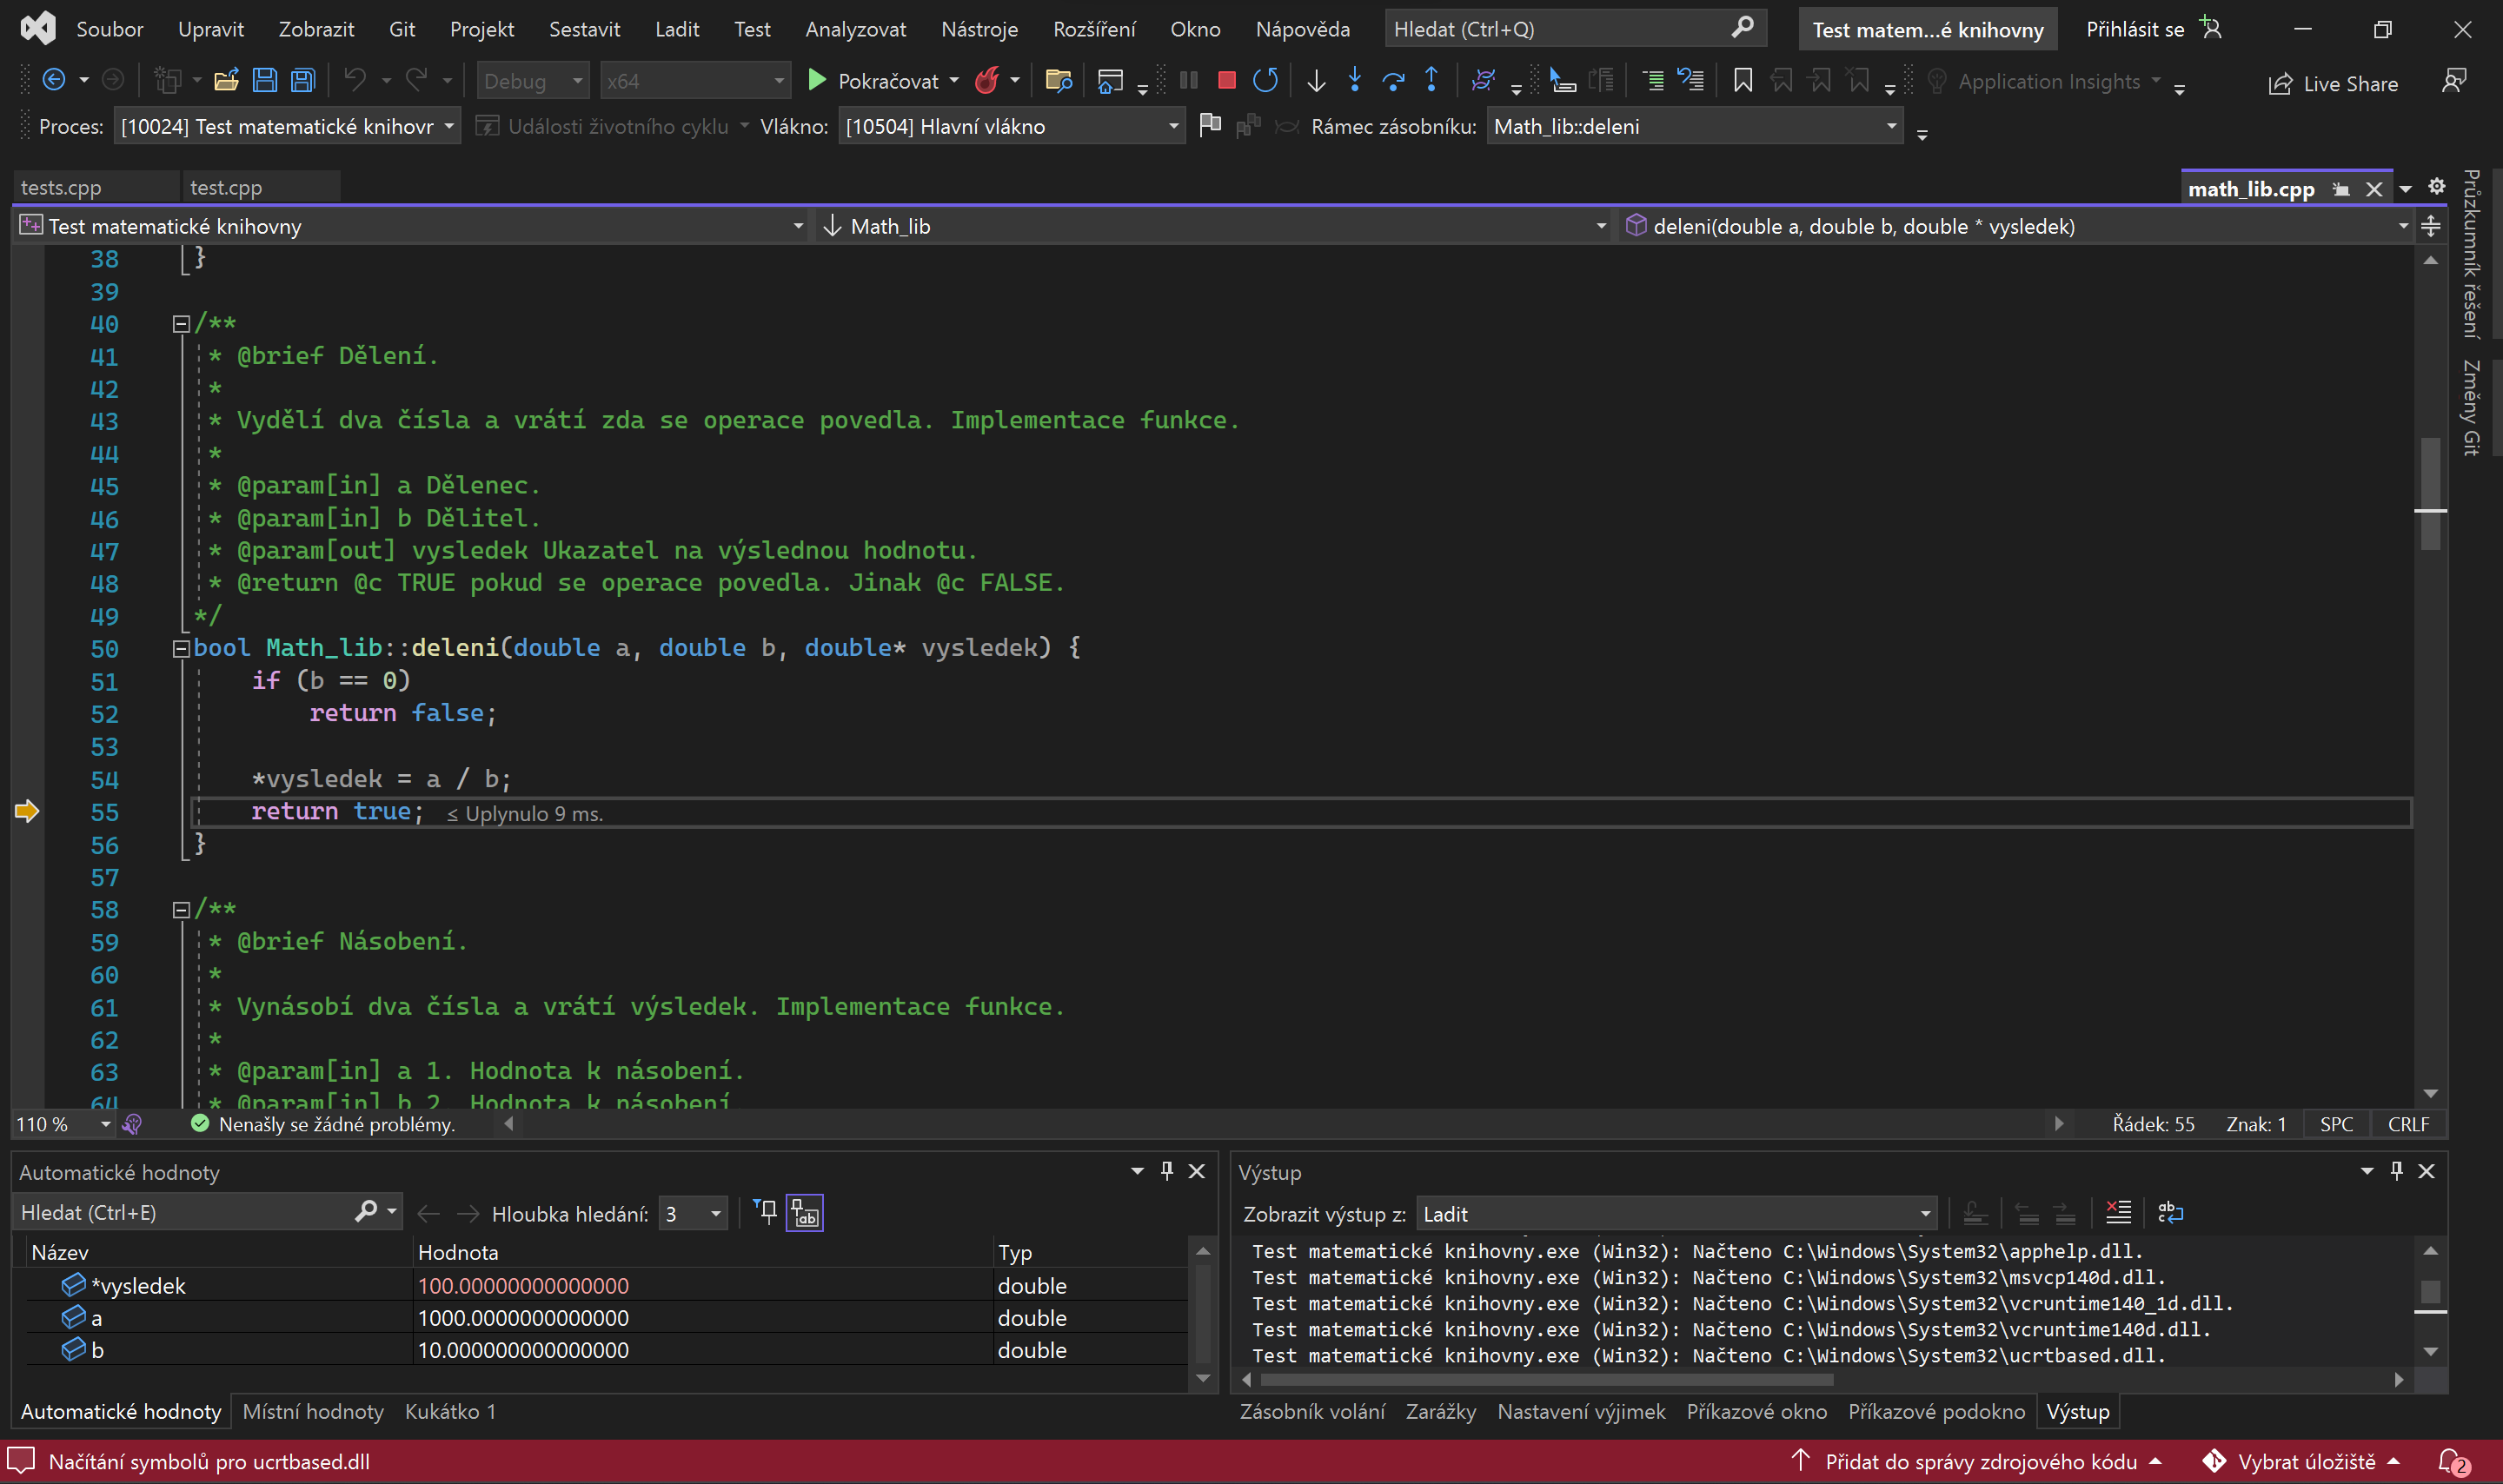 Soubor Upravit Zobrazit Git Projekt Sestavit Ladit Test Analyzovat Nástroje Rozšíření Okno Nápověda Hledat (Ctrl+Q) Test matem...é knihovny Přihlásit se
Debug x64 Pokračovat Application Insights Live Share
Proces: [10024] Test matematické knihovr Události životního cyklu Vlákno: [10504] Hlavní vlákno Rámec zásobníku: Math_lib::deleni
tests.cpp test.cpp math_lib.cpp
Test matematické knihovny Math_lib deleni(double a, double b, double * vysledek)
Průzkumník řešení
Změny Git
38 }
39
40 /**
41 * @brief Dělení.
42 *
43 * Vydělí dva čísla a vrátí zda se operace povedla. Implementace funkce.
44 *
45 * @param[in] a Dělenec.
46 * @param[in] b Dělitel.
47 * @param[out] vysledek Ukazatel na výslednou hodnotu.
48 * @return @c TRUE pokud se operace povedla. Jinak @c FALSE.
49 */
50 bool Math_lib::deleni(double a, double b, double* vysledek) {
51 if (b == 0)
52 return false;
53
54 *vysledek = a / b;
55 return true; ≤ Uplynulo 9 ms.
56 }
57
58 /**
59 * @brief Násobení.
60 *
61 * Vynásobí dva čísla a vrátí výsledek. Implementace funkce.
62 *
63 * @param[in] a 1. Hodnota k násobení.
64 * @param[in] b 2. Hodnota k násobení
110 % Nenašly se žádné problémy. Řádek: 55 Znak: 1 SPC CRLF
Automatické hodnoty
Hledat (Ctrl+E) Hloubka hledání: 3
Název Hodnota Typ
*vysledek 100.00000000000000 double
a 1000.0000000000000 double
b 10.000000000000000 double
Automatické hodnoty Místní hodnoty Kukátko 1
Výstup
Zobrazit výstup z: Ladit
Test matematické knihovny.exe (Win32): Načteno C:\Windows\System32\apphelp.dll.
Test matematické knihovny.exe (Win32): Načteno C:\Windows\System32\msvcp140d.dll.
Test matematické knihovny.exe (Win32): Načteno C:\Windows\System32\vcruntime140_1d.dll.
Test matematické knihovny.exe (Win32): Načteno C:\Windows\System32\vcruntime140d.dll.
Test matematické knihovny.exe (Win32): Načteno C:\Windows\System32\ucrtbased.dll.
Zásobník volání Zarážky Nastavení výjimek Příkazové okno Příkazové podokno Výstup
Načítání symbolů pro ucrtbased.dll Přidat do správy zdrojového kódu Vybrat úložiště 2